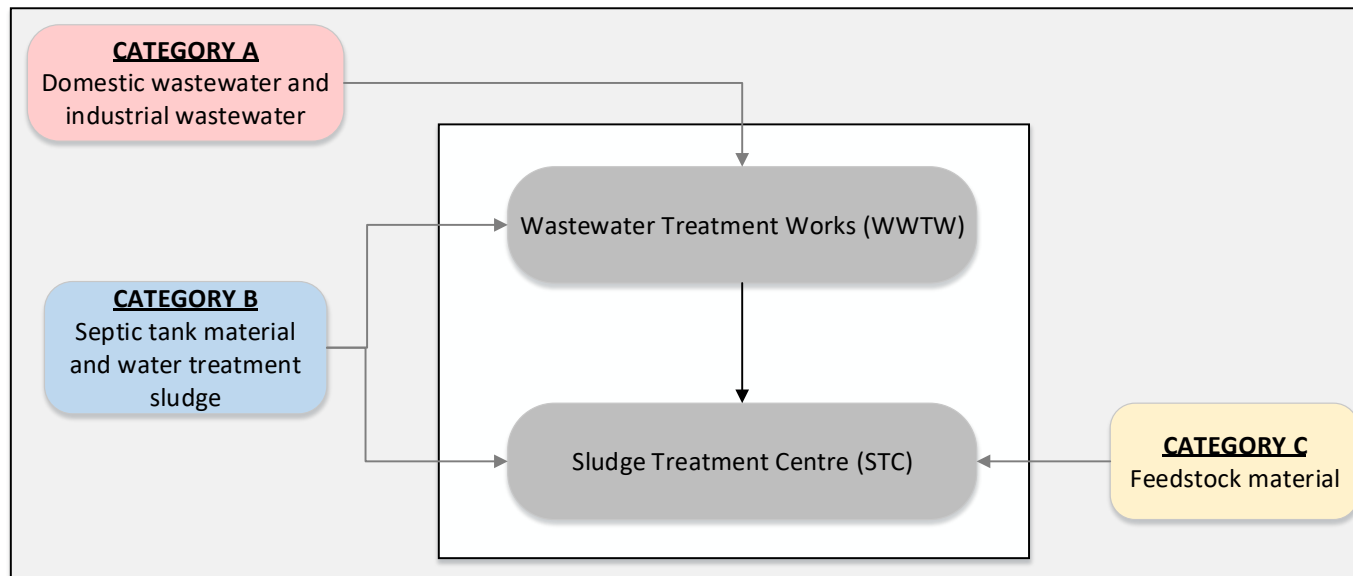 CATEGORY A
Domestic wastewater and
industrial wastewater
Wastewater Treatment Works (WWTW)
CATEGORY B
Septic tank material
and water treatment
sludge
Sludge Treatment Centre (STC)
CATEGORY C
Feedstock material